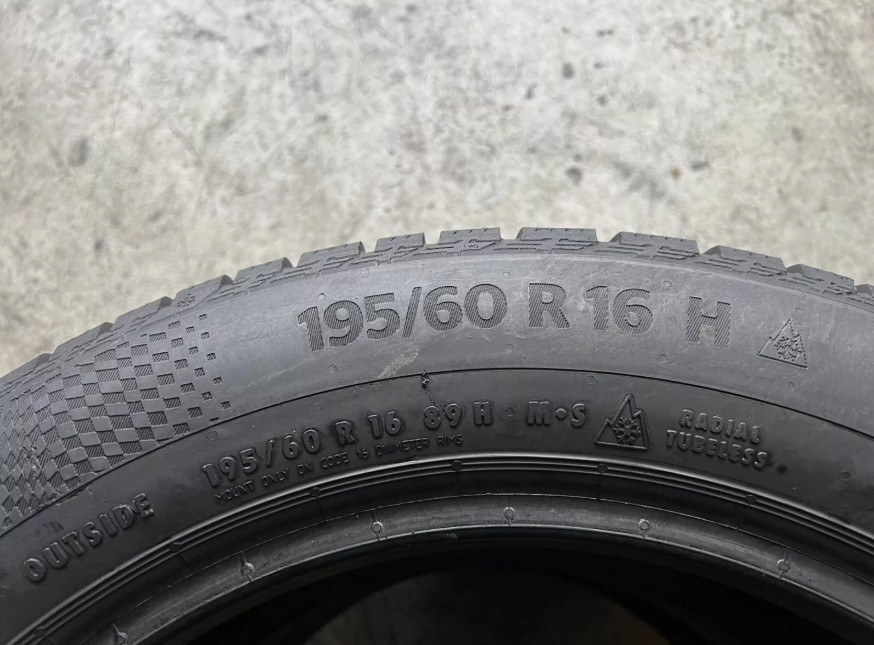 195/60 R 16 H
195/60 R 16 89 H M•S
MOUNT ONLY ON CODE 16 DIAMETER RIMS
RADIAL
TUBELESS
OUTSIDE